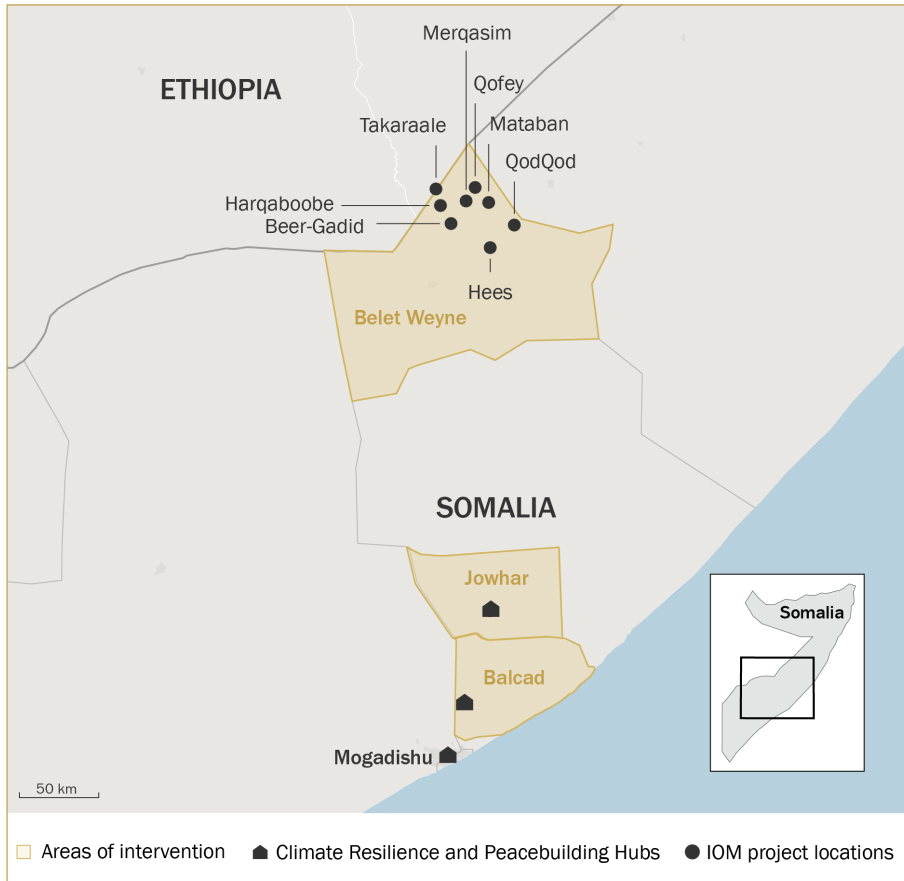 Merqasim
ETHIOPIA
Qofey
Takaraale
Mataban
QodQod
Harqaboobe
Beer-Gadid
Hees
Belet Weyne
SOMALIA
Jowhar
Somalia
Balcad
Mogadishu
50 km
Areas of intervention
Climate Resilience and Peacebuilding Hubs
IOM project locations